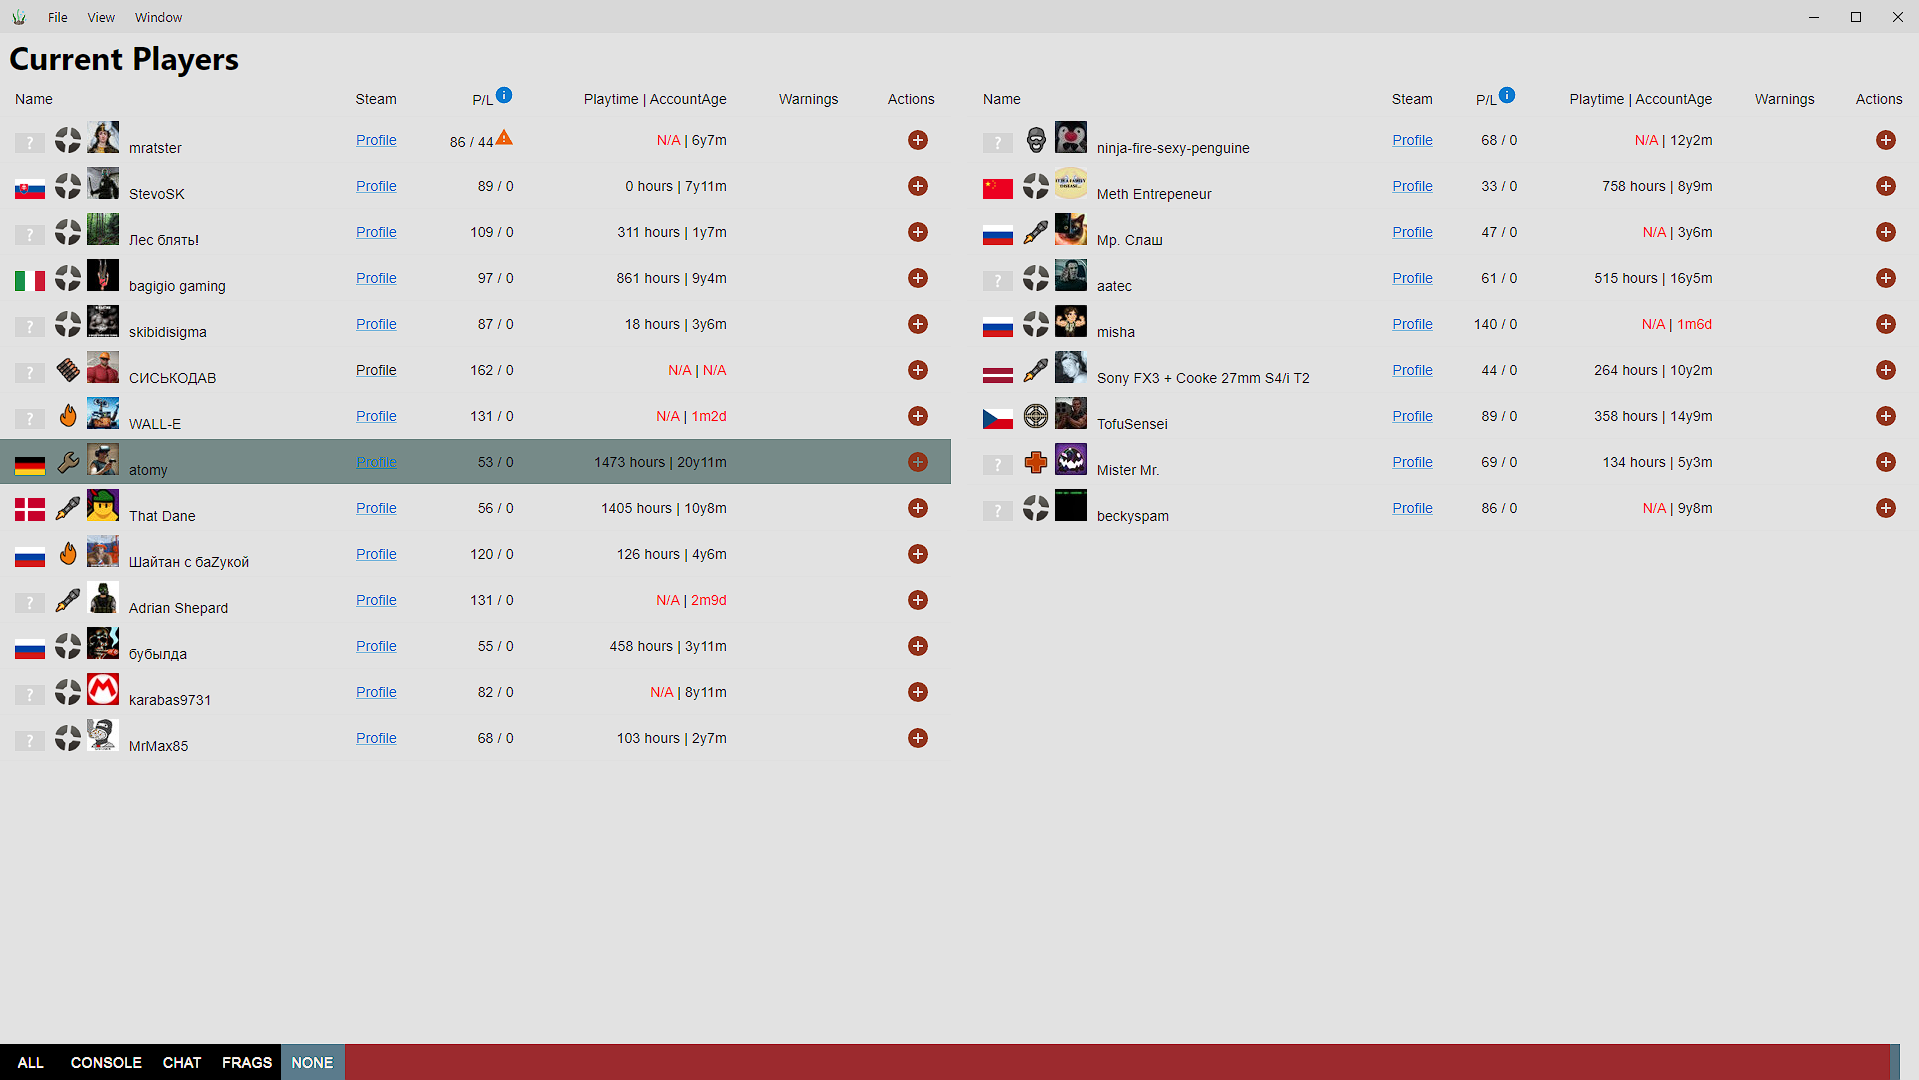 File View Window
Current Players
Name Steam P/L i Playtime | AccountAge Warnings Actions
? mratster Profile 86 / 44 N/A | 6y7m
StevoSK Profile 89 / 0 0 hours | 7y11m
? Лес блять! Profile 109 / 0 311 hours | 1y7m
bagigio gaming Profile 97 / 0 861 hours | 9y4m
? skibidisigma Profile 87 / 0 18 hours | 3y6m
? СИСЬКОДАВ Profile 162 / 0 N/A | N/A
? WALL-E Profile 131 / 0 N/A | 1m2d
atomy Profile 53 / 0 1473 hours | 20y11m
That Dane Profile 56 / 0 1405 hours | 10y8m
Шайтан с баZукой Profile 120 / 0 126 hours | 4y6m
? Adrian Shepard Profile 131 / 0 N/A | 2m9d
бубылда Profile 55 / 0 458 hours | 3y11m
? karabas9731 Profile 82 / 0 N/A | 8y11m
? MrMax85 Profile 68 / 0 103 hours | 2y7m
Name Steam P/L i Playtime | AccountAge Warnings Actions
? ninja-fire-sexy-penguine Profile 68 / 0 N/A | 12y2m
Meth Entrepeneur Profile 33 / 0 758 hours | 8y9m
Мр. Слаш Profile 47 / 0 N/A | 3y6m
? aatec Profile 61 / 0 515 hours | 16y5m
misha Profile 140 / 0 N/A | 1m6d
Sony FX3 + Cooke 27mm S4/i T2 Profile 44 / 0 264 hours | 10y2m
TofuSensei Profile 89 / 0 358 hours | 14y9m
? Mister Mr. Profile 69 / 0 134 hours | 5y3m
? beckyspam Profile 86 / 0 N/A | 9y8m
ALL CONSOLE CHAT FRAGS NONE